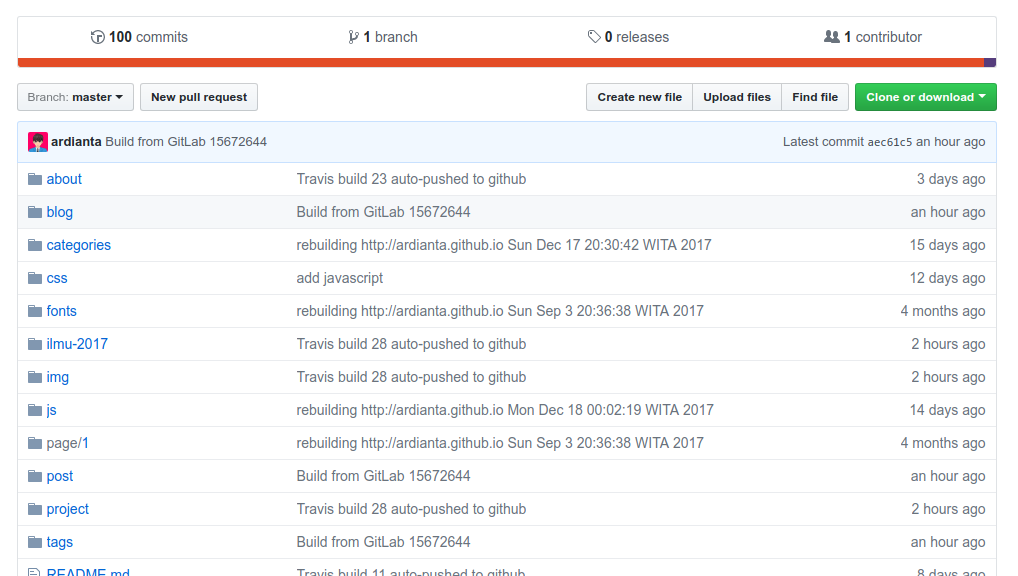 100 commits 1 branch 0 releases 1 contributor
Branch: master New pull request Create new file Upload files Find file Clone or download
ardianta Build from GitLab 15672644 Latest commit aec61c5 an hour ago
about Travis build 23 auto-pushed to github 3 days ago
blog Build from GitLab 15672644 an hour ago
categories rebuilding http://ardianta.github.io Sun Dec 17 20:30:42 WITA 2017 15 days ago
css add javascript 12 days ago
fonts rebuilding http://ardianta.github.io Sun Sep 3 20:36:38 WITA 2017 4 months ago
ilmu-2017 Travis build 28 auto-pushed to github 2 hours ago
img Travis build 28 auto-pushed to github 2 hours ago
js rebuilding http://ardianta.github.io Mon Dec 18 00:02:19 WITA 2017 14 days ago
page/1 rebuilding http://ardianta.github.io Sun Sep 3 20:36:38 WITA 2017 4 months ago
post Build from GitLab 15672644 an hour ago
project Travis build 28 auto-pushed to github 2 hours ago
tags Build from GitLab 15672644 an hour ago
README.md Travis build 11 auto-pushed to github 8 days ago